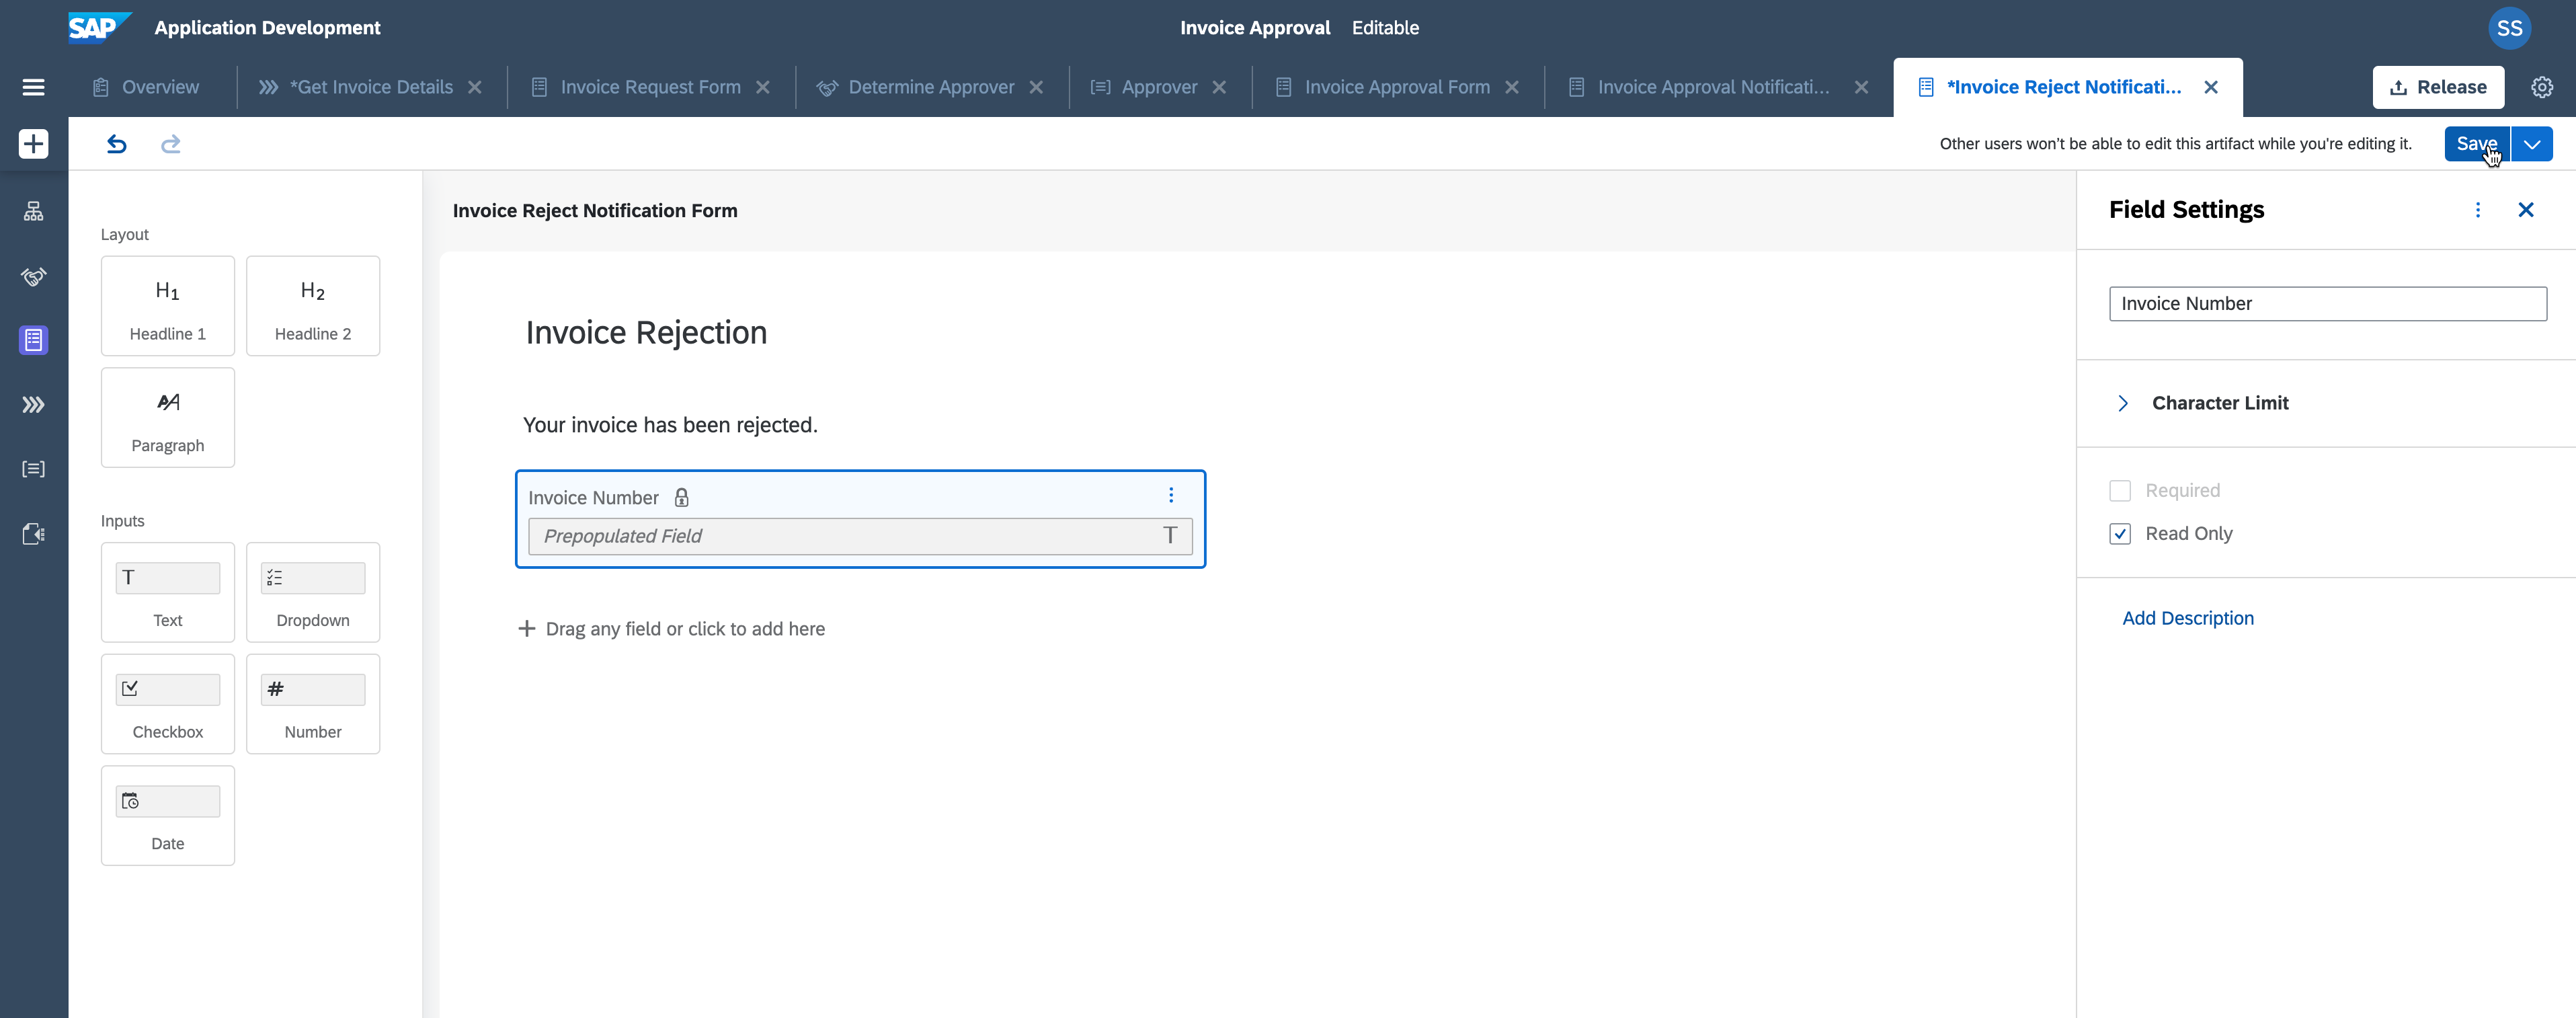 SAP Application Development
Invoice Approval Editable
SS
Overview
*Get Invoice Details
Invoice Request Form
Determine Approver
Approver
Invoice Approval Form
Invoice Approval Notificati...
*Invoice Reject Notificati...
Release
Other users won't be able to edit this artifact while you're editing it.
Save
Layout
H1
Headline 1
H2
Headline 2
Paragraph
Inputs
T
Text
Dropdown
Checkbox
#
Number
Date
Invoice Reject Notification Form
Invoice Rejection
Your invoice has been rejected.
Invoice Number
Prepopulated Field T
+ Drag any field or click to add here
Field Settings
Invoice Number
Character Limit
Required
Read Only
Add Description